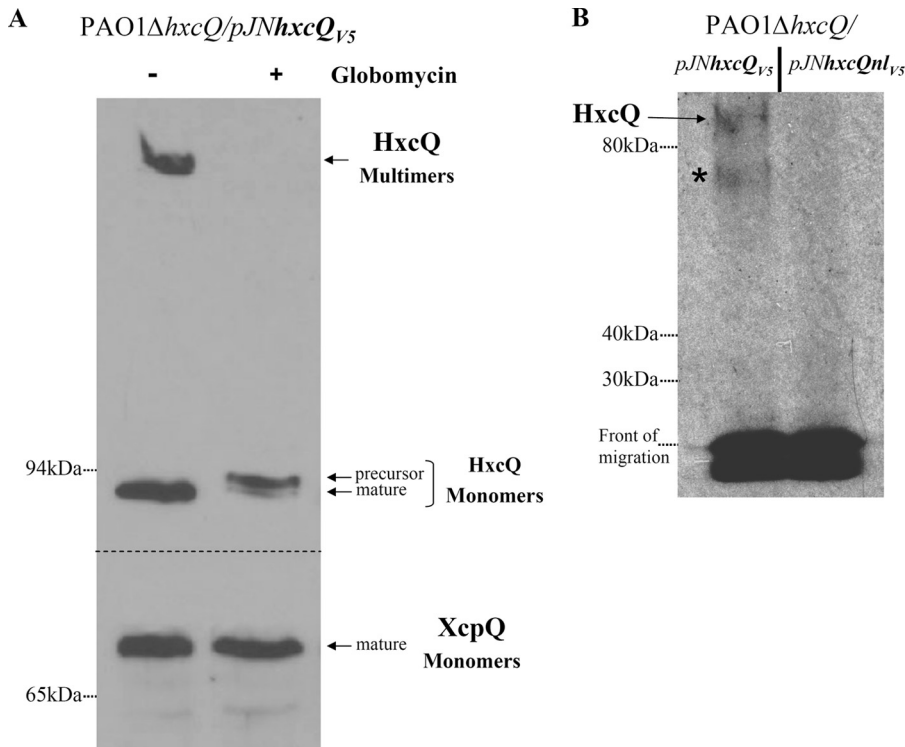 A
PAO1ΔhxcQ/pJNhxcQV5
- + Globomycin
HxcQ
Multimers
94kDa
precursor
mature
HxcQ
Monomers
mature
XcpQ
Monomers
65kDa
B
PAO1ΔhxcQ/
pJNhxcQV5 pJNhxcQnlV5
HxcQ
80kDa
*
40kDa
30kDa
Front of
migration